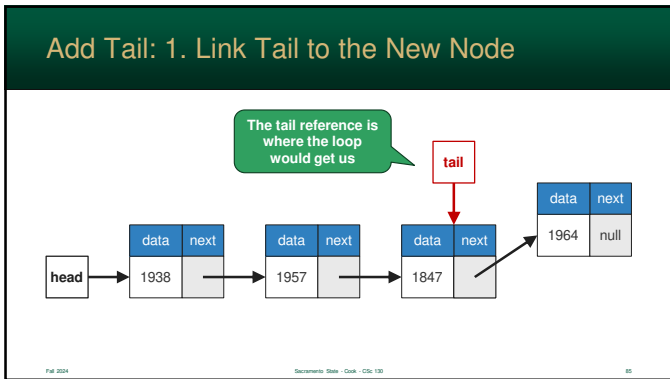 Add Tail: 1. Link Tail to the New Node
The tail reference is
where the loop
would get us
tail
data next
1964 null
data next
data next
data next
head
1938
1957
1847
Fall 2024
Sacramento State - Cook - CSc 130
85